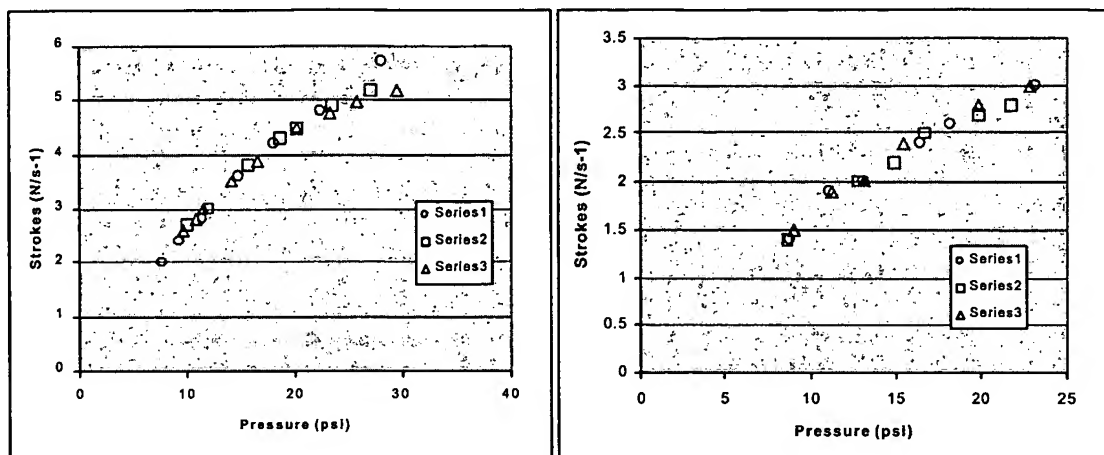 6
5
4
3
2
1
0
Strokes (N/s-1)
0 10 20 30 40
Pressure (psi)
Series1
Series2
Series3
3.5
3
2.5
2
1.5
1
0.5
0
Strokes (N/s-1)
0 5 10 15 20 25
Pressure (psi)
Series1
Series2
Series3